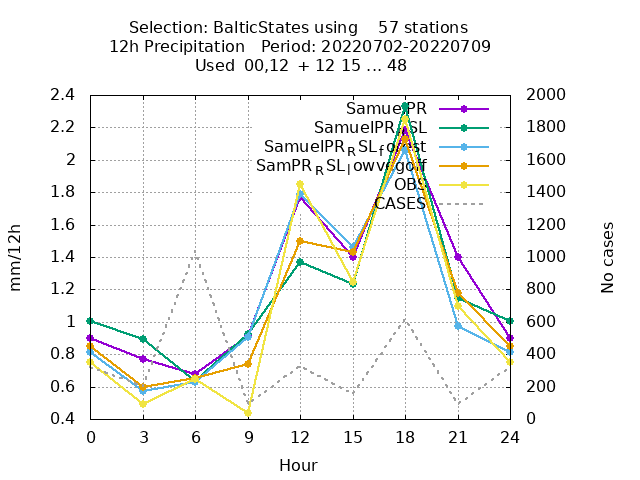 Selection: BalticStates using 57 stations
12h Precipitation Period: 20220702-20220709
Used 00,12 + 12 15 ... 48
mm/12h
No cases
2.4
2.2
2
1.8
1.6
1.4
1.2
1
0.8
0.6
0.4
2000
1800
1600
1400
1200
1000
800
600
400
200
0
SamuelPR
OBS
CASES
0 3 6 9 12 15 18 21 24
Hour